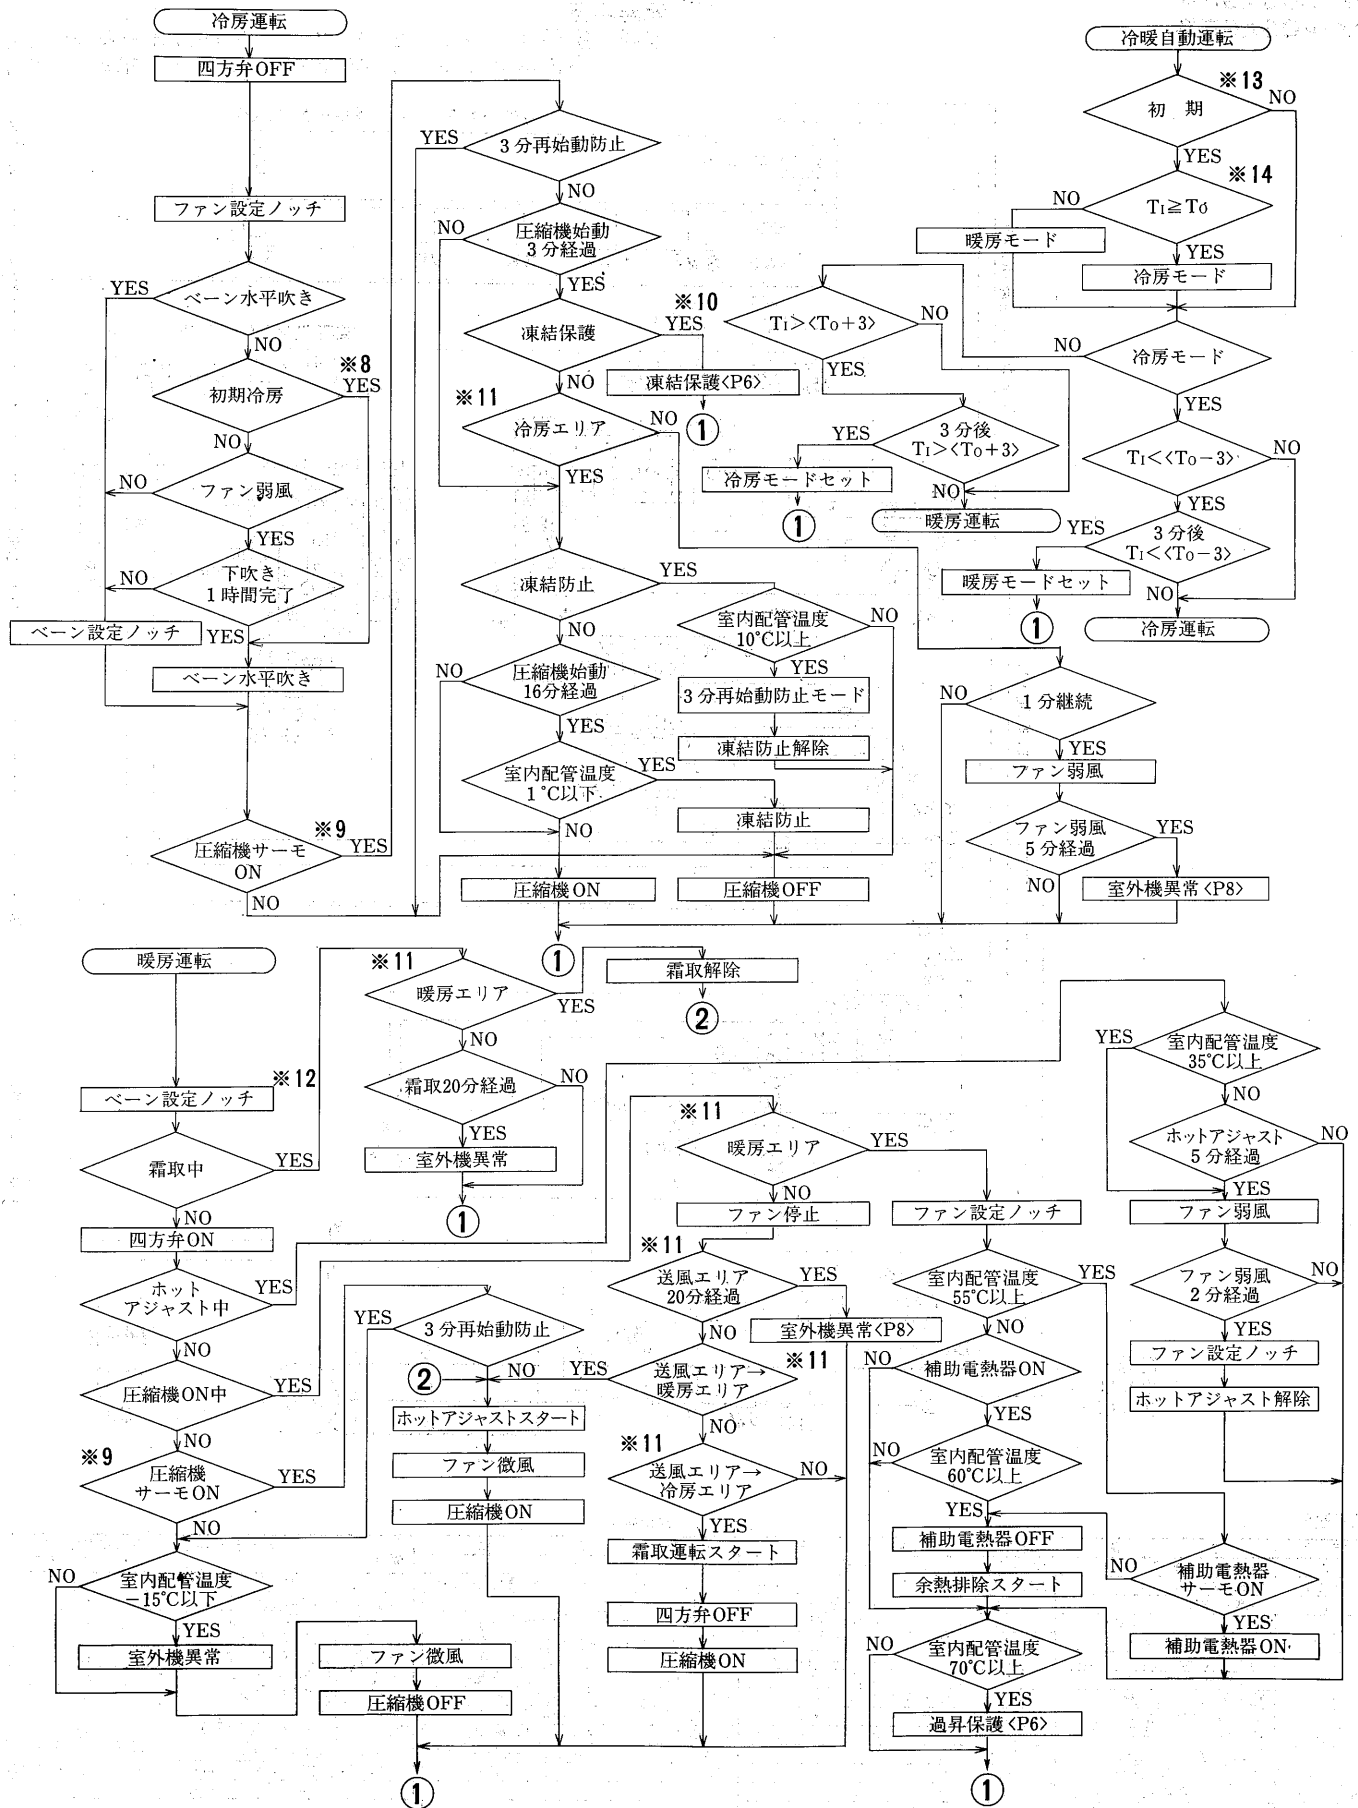 冷房運転
四方弁OFF
ファン設定ノッチ
YES
ベーン水平吹き
NO
※8
YES
初期冷房
NO
NO
ファン弱風
YES
NO
下吹き
1時間完了
ベーン設定ノッチ
YES
ベーン水平吹き
※9
YES
圧縮機サーモ
ON
NO
YES
3分再始動防止
NO
NO
圧縮機始動
3分経過
YES
※10
YES
凍結保護
凍結保護<P6>
①
NO
※11
NO
冷房エリア
YES
凍結防止
YES
NO
室内配管温度
10°C以上
NO
YES
3分再始動防止モード
凍結防止解除
NO
圧縮機始動
16分経過
YES
室内配管温度
1°C以下
YES
NO
凍結防止
圧縮機ON
圧縮機OFF
①
冷暖自動運転
※13
初期
NO
YES
※14
NO
TI≧TO
暖房モード
YES
冷房モード
TI><TO+3>
NO
YES
NO
冷房モード
YES
YES
3分後
TI><TO+3>
冷房モードセット
①
NO
暖房運転
TI<<TO-3>
NO
YES
YES
3分後
TI<<TO-3>
暖房モードセット
①
NO
冷房運転
NO
1分継続
YES
ファン弱風
ファン弱風
5分経過
YES
NO
室外機異常<P8>
暖房運転
※12
ベーン設定ノッチ
霜取中
YES
NO
四方弁ON
ホット
アジャスト中
YES
NO
圧縮機ON中
YES
NO
※9
圧縮機
サーモON
YES
NO
NO
室内配管温度
-15°C以下
YES
室外機異常
※11
暖房エリア
YES
霜取解除
②
NO
霜取20分経過
NO
YES
室外機異常
①
YES
3分再始動防止
②
NO
ホットアジャストスタート
ファン微風
圧縮機ON
ファン微風
圧縮機OFF
①
※11
暖房エリア
YES
NO
ファン停止
※11
送風エリア
20分経過
YES
室外機異常<P8>
NO
※11
YES
送風エリア→
暖房エリア
NO
※11
送風エリア→
冷房エリア
NO
YES
霜取運転スタート
四方弁OFF
圧縮機ON
ファン設定ノッチ
室内配管温度
55°C以上
YES
NO
NO
補助電熱器ON
YES
NO
室内配管温度
60°C以上
YES
補助電熱器OFF
余熱排除スタート
NO
室内配管温度
70°C以上
YES
過昇保護<P6>
①
YES
室内配管温度
35°C以上
NO
ホットアジャスト
5分経過
NO
YES
ファン弱風
ファン弱風
2分経過
NO
YES
ファン設定ノッチ
ホットアジャスト解除
NO
補助電熱器
サーモON
YES
補助電熱器ON